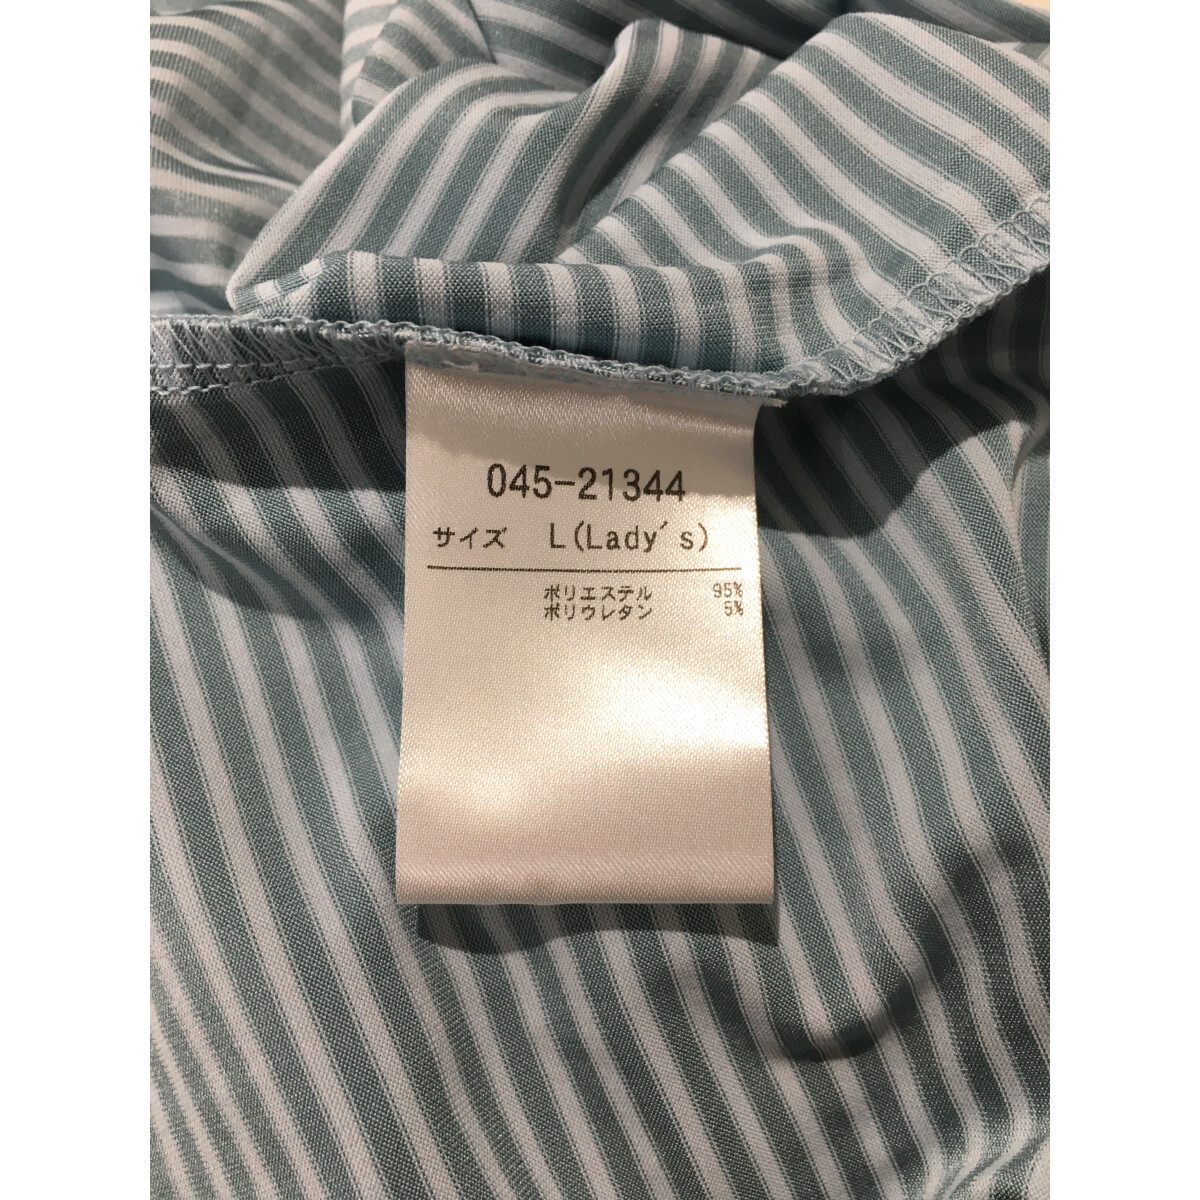 045-21344
サイズ L(Lady's)
ポリエステル 95%
ポリウレタン 5%